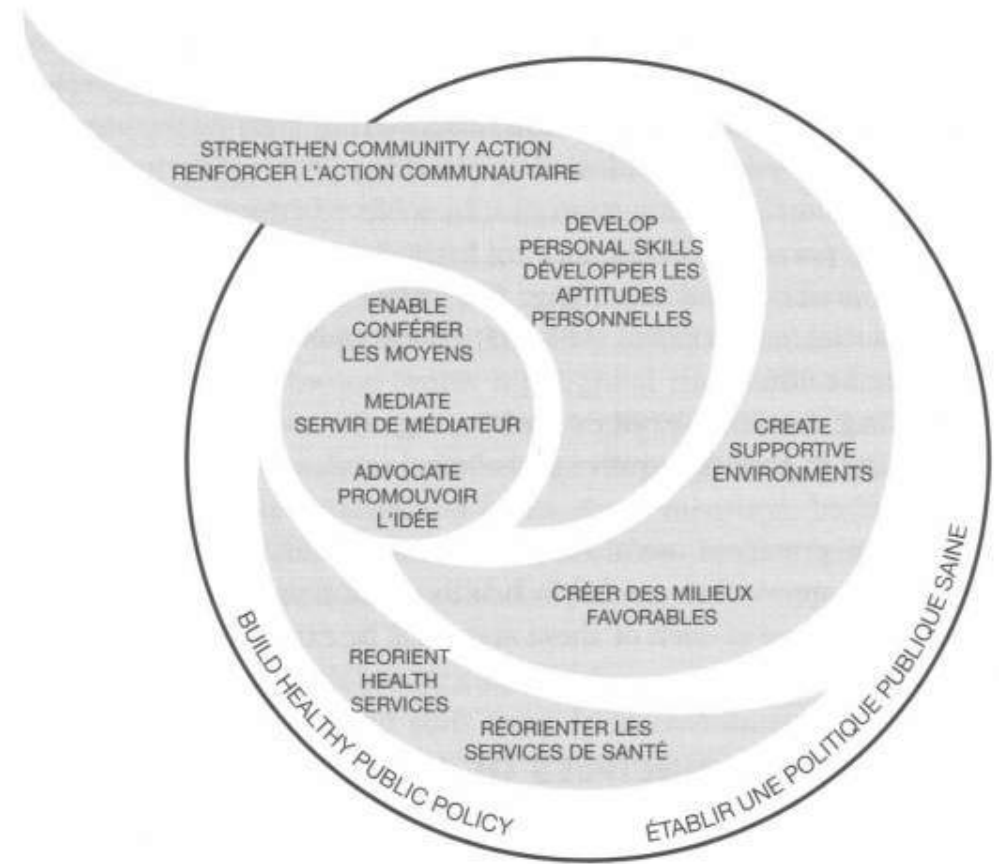 STRENGTHEN COMMUNITY ACTION
RENFORCER L'ACTION COMMUNAUTAIRE
DEVELOP
PERSONAL SKILLS
DÉVELOPPER LES
APTITUDES
PERSONNELLES
ENABLE
CONFÉRER
LES MOYENS
MEDIATE
SERVIR DE MÉDIATEUR
ADVOCATE
PROMOUVOIR
L'IDÉE
CREATE
SUPPORTIVE
ENVIRONMENTS
CRÉER DES MILIEUX
FAVORABLES
REORIENT
HEALTH
SERVICES
RÉORIENTER LES
SERVICES DE SANTÉ
BUILD HEALTHY PUBLIC POLICY
ÉTABLIR UNE POLITIQUE PUBLIQUE SAINE